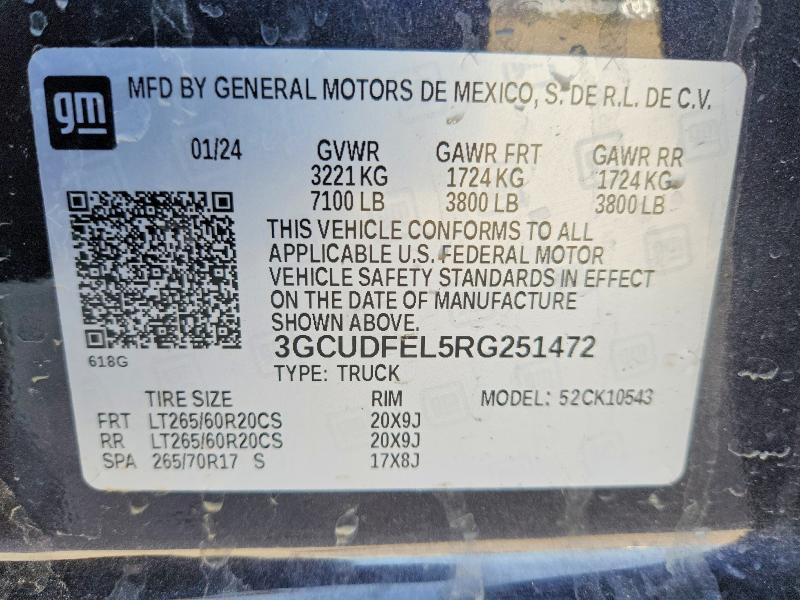 gm
MFD BY GENERAL MOTORS DE MEXICO, S. DE R.L. DE C.V.
01/24 GVWR GAWR FRT GAWR RR
3221 KG 1724 KG 1724 KG
7100 LB 3800 LB 3800 LB
THIS VEHICLE CONFORMS TO ALL
APPLICABLE U.S. FEDERAL MOTOR
VEHICLE SAFETY STANDARDS IN EFFECT
ON THE DATE OF MANUFACTURE
SHOWN ABOVE.
618G
3GCUDFEL5RG251472
TYPE: TRUCK
TIRE SIZE RIM MODEL: 52CK10543
FRT LT265/60R20CS 20X9J
RR LT265/60R20CS 20X9J
SPA 265/70R17 S 17X8J